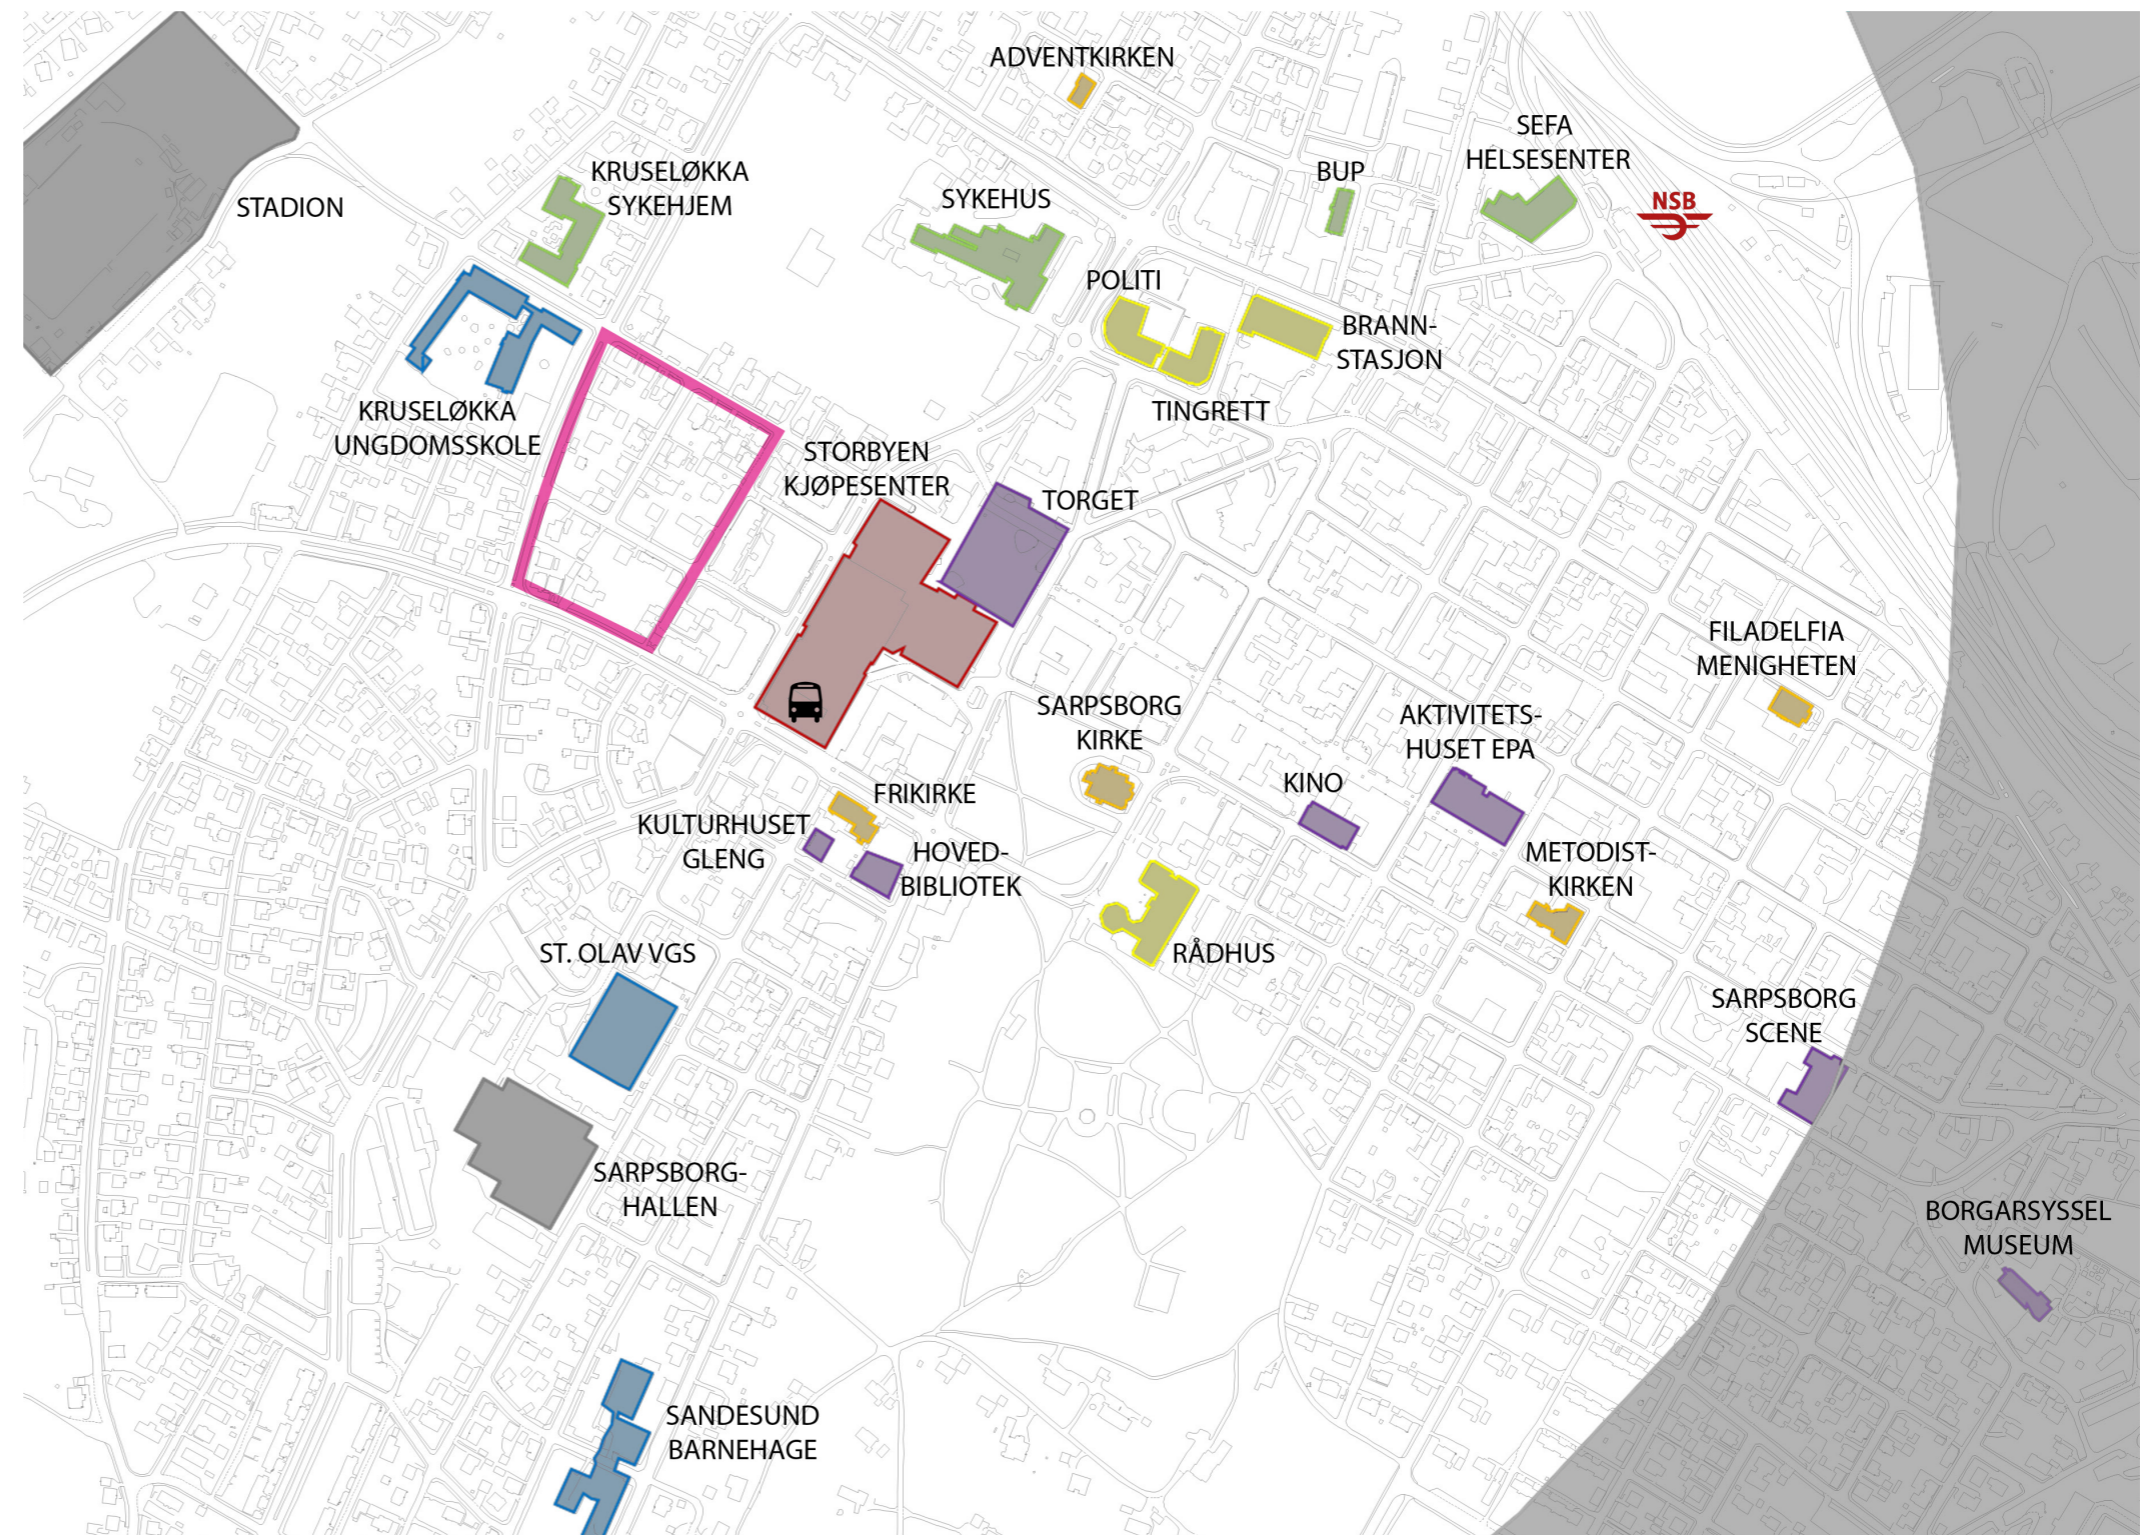 ADVENTKIRKEN
SEFA
HELSESENTER
KRUSELØKKA
SYKEHJEM
BUP
SYKEHUS
STADION
NSB
POLITI
BRANN-
STASJON
KRUSELØKKA
UNGDOMSSKOLE
TINGRETT
STORBYEN
KJØPESENTER
TORGET
FILADELFIA
MENIGHETEN
SARPSBORG
KIRKE
AKTIVITETS-
HUSET EPA
KINO
FRIKIRKE
KULTURHUSET
GLENG
HOVED-
BIBLIOTEK
METODIST-
KIRKEN
ST. OLAV VGS
RÅDHUS
SARPSBORG
SCENE
SARPSBORG-
HALLEN
BORGARSYSSEL
MUSEUM
SANDESUND
BARNEHAGE